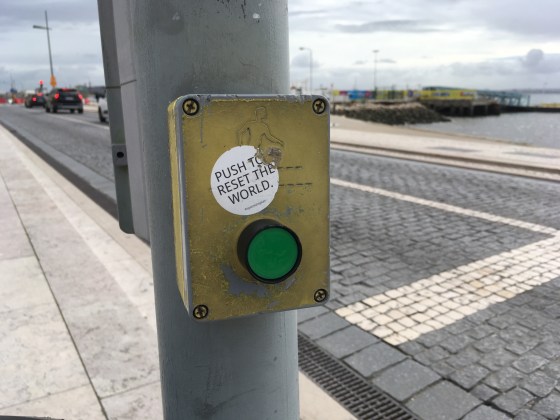 PUSH TO
RESET THE
WORLD.